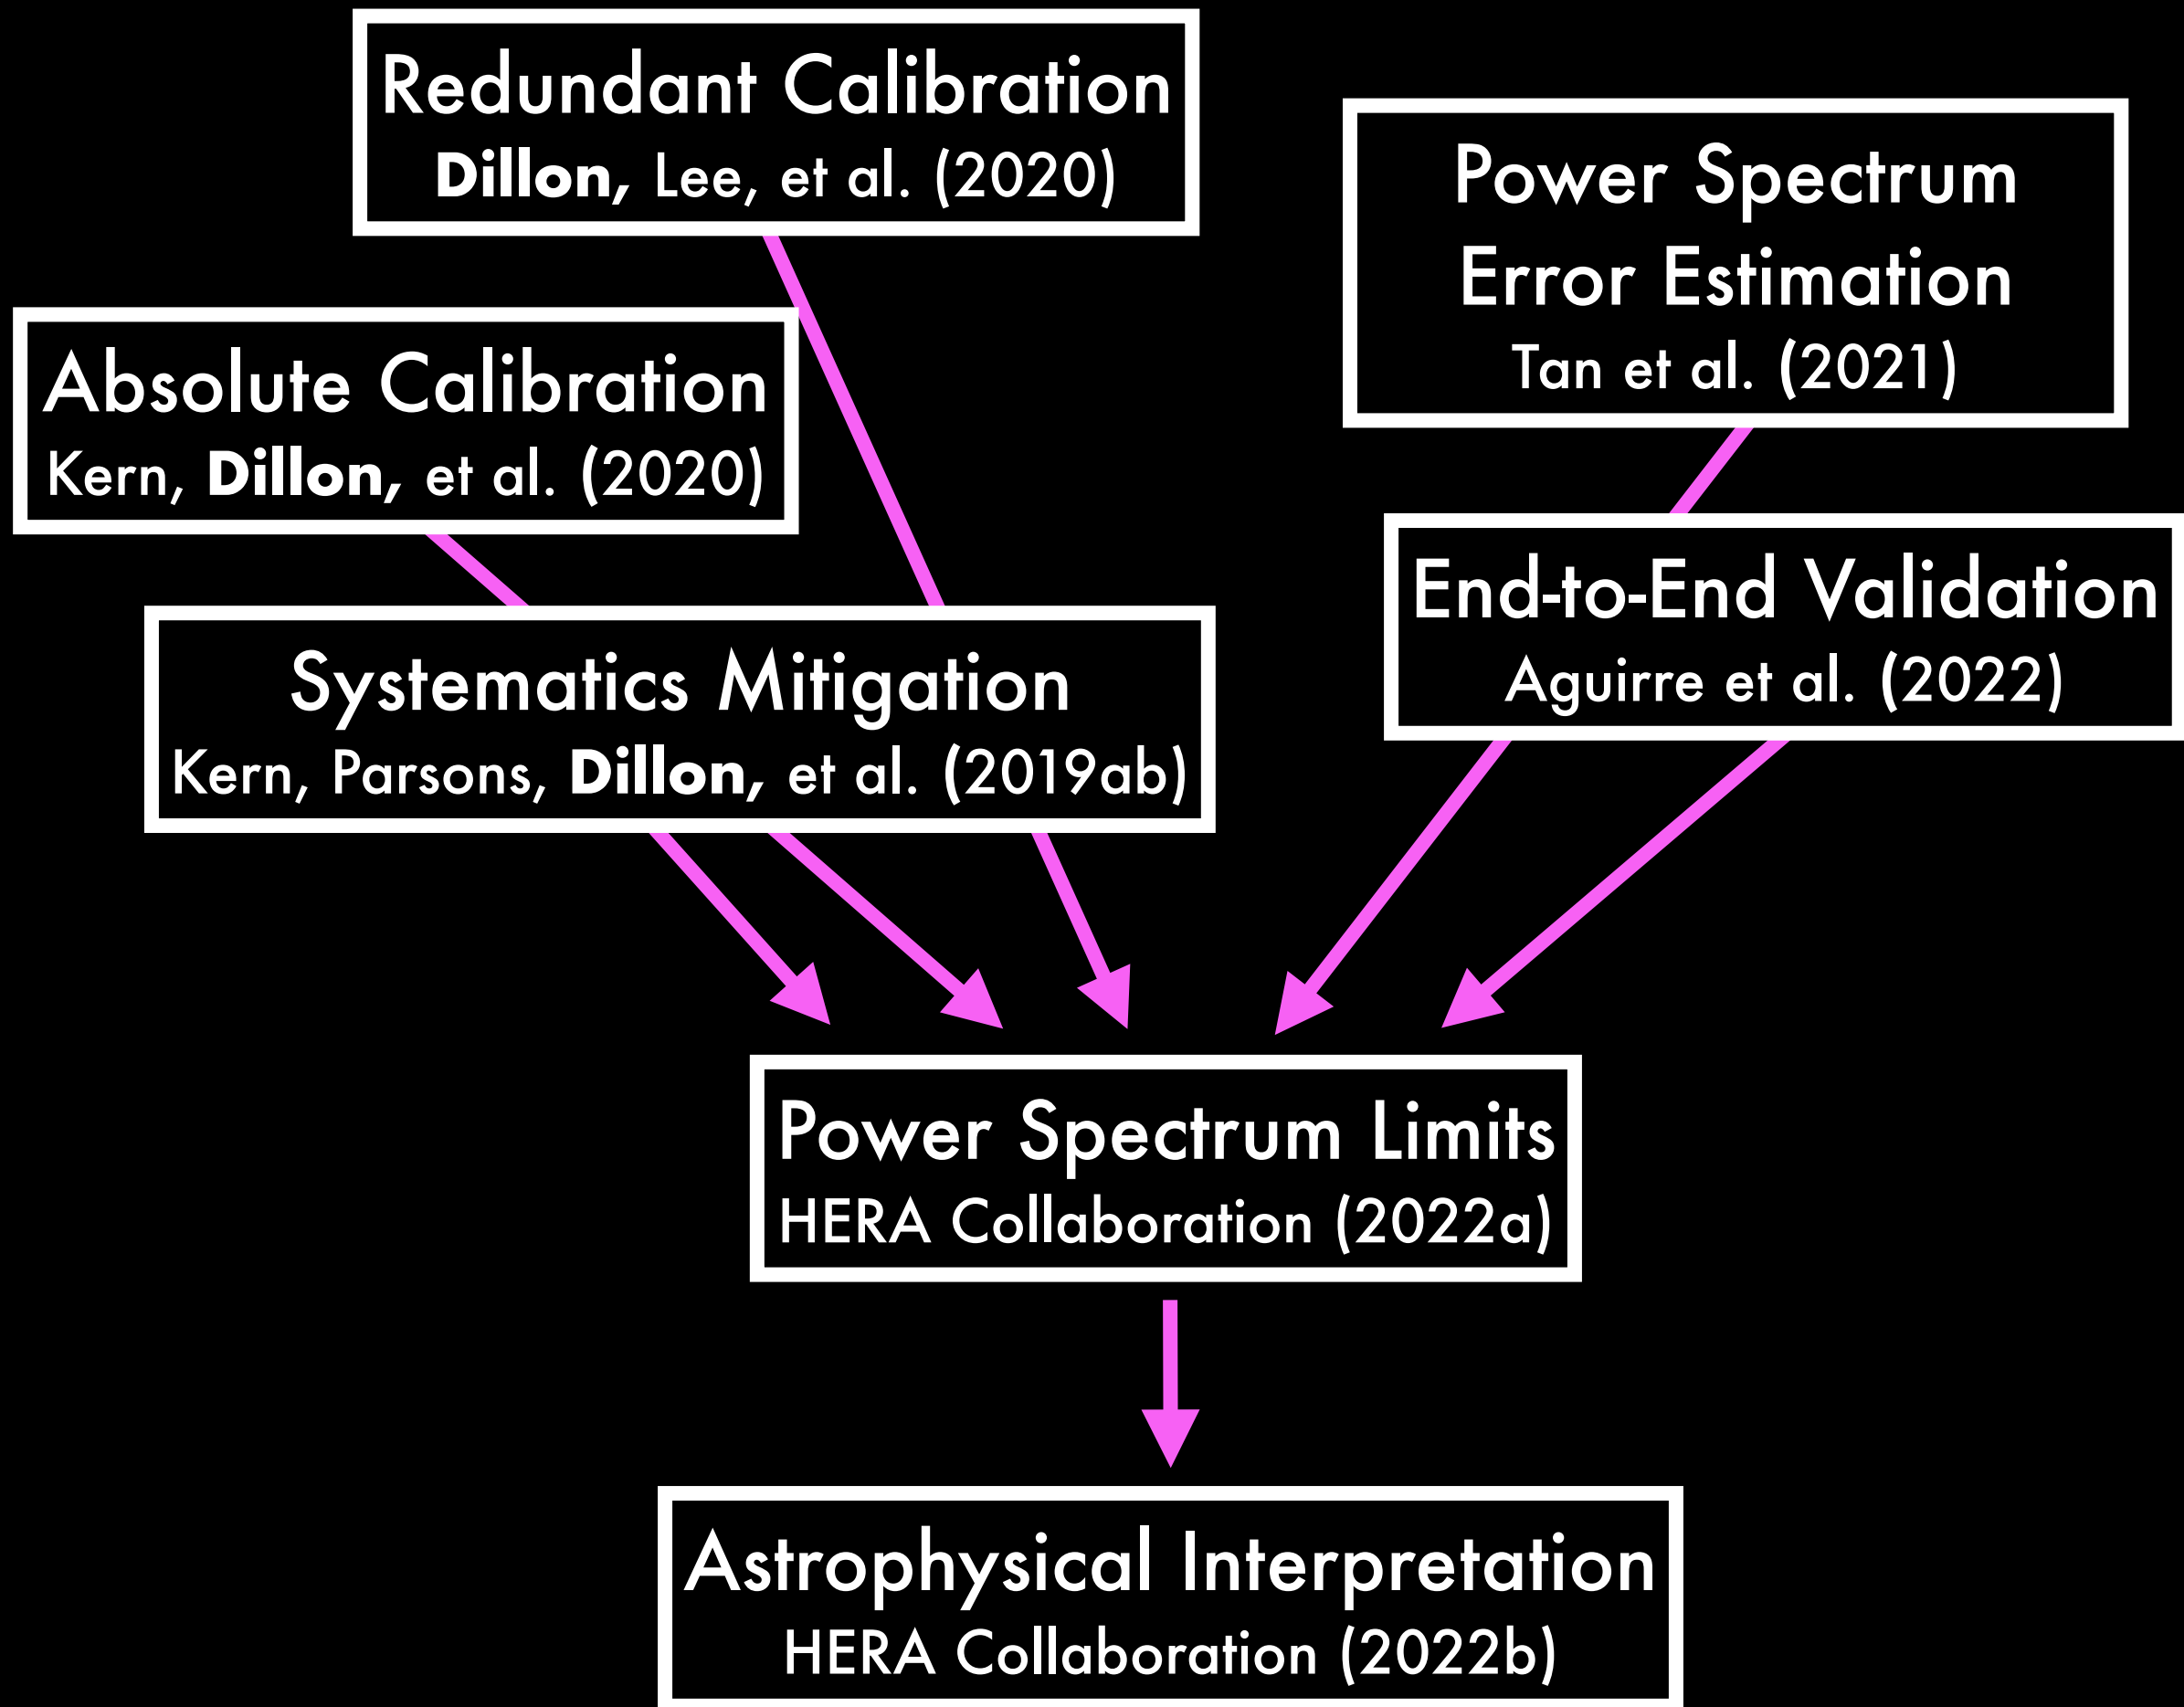 Redundant Calibration
Dillon, Lee, et al. (2020)
Power Spectrum
Error Estimation
Tan et al. (2021)
Absolute Calibration
Kern, Dillon, et al. (2020)
End-to-End Validation
Aguirre et al. (2022)
Systematics Mitigation
Kern, Parsons, Dillon, et al. (2019ab)
Power Spectrum Limits
HERA Collaboration (2022a)
Astrophysical Interpretation
HERA Collaboration (2022b)